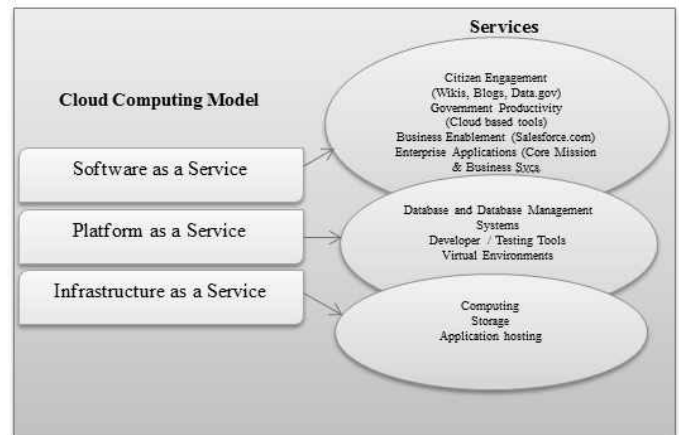 Services
Cloud Computing Model
Software as a Service
Platform as a Service
Infrastructure as a Service
Citizen Engagement
(Wikis, Blogs, Data.gov)
Government Productivity
(Cloud based tools)
Business Enablement (Salesforce.com)
Enterprise Applications (Core Mission
& Business Svcs
Database and Database Management
Systems
Developer / Testing Tools
Virtual Environments
Computing
Storage
Application hosting